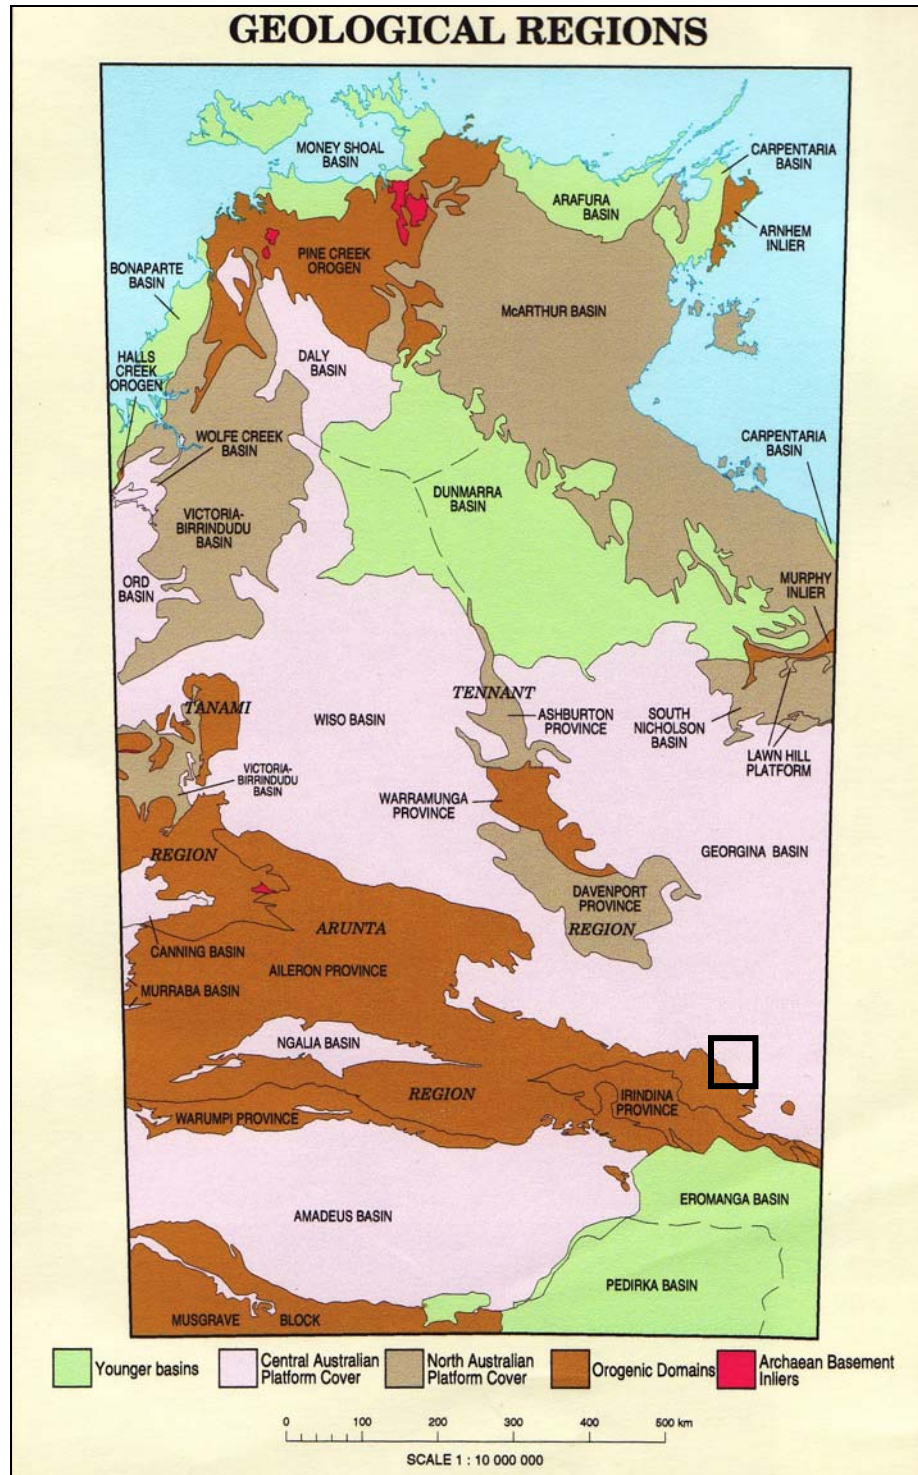 GEOLOGICAL REGIONS
MONEY SHOAL
BASIN
CARPENTARIA
BASIN
ARAFURA
BASIN
ARNHEM
INLIER
PINE CREEK
OROGEN
BONAPARTE
BASIN
McARTHUR BASIN
HALLS
CREEK
OROGEN
DALY
BASIN
WOLFE CREEK
BASIN
CARPENTARIA
BASIN
DUNMARRA
BASIN
VICTORIA-
BIRRINDUDU
BASIN
ORD
BASIN
MURPHY
INLIER
TANAMI
TENNANT
WISO BASIN
ASHBURTON
PROVINCE
SOUTH
NICHOLSON
BASIN
LAWN HILL
PLATFORM
VICTORIA-
BIRRINDUDU
BASIN
WARRAMUNGA
PROVINCE
REGION
GEORGINA BASIN
DAVENPORT
PROVINCE
ARUNTA
REGION
CANNING BASIN
AILERON PROVINCE
MURRABA BASIN
NGALIA BASIN
REGION
IRINDINA
PROVINCE
WARUMPI PROVINCE
EROMANGA BASIN
AMADEUS BASIN
PEDIRKA BASIN
MUSGRAVE BLOCK
Younger basins
Central Australian
Platform Cover
North Australian
Platform Cover
Orogenic Domains
Archaean Basement
Inliers
0 100 200 300 400 500 km
SCALE 1 : 10 000 000